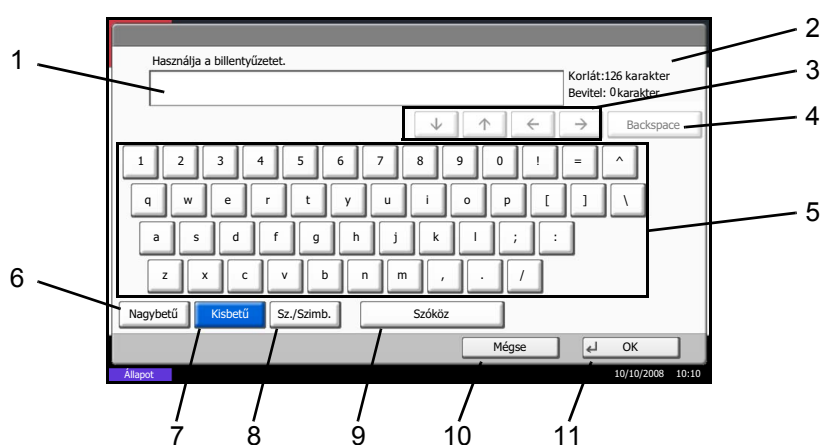 2
Használja a billentyűzetet.
1
Korlát:126 karakter
3
Bevitel: 0karakter
↓ ↑ ← → Backspace
4
1 2 3 4 5 6 7 8 9 0 ! = ^
q w e r t y u i o p [ ] \
5
a s d f g h j k l ; :
z x c v b n m , . /
6
Nagybetű Kisbetű Sz./Szimb. Szóköz
Mégse ↵ OK
Állapot 10/10/2008 10:10
7 8 9 10 11